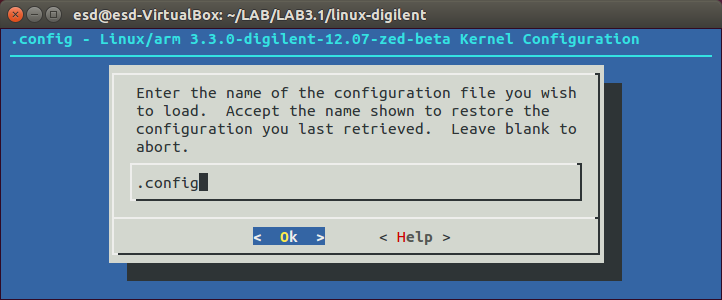 esd@esd-VirtualBox: ~/LAB/LAB3.1/linux-digilent
.config - Linux/arm 3.3.0-digilent-12.07-zed-beta Kernel Configuration
Enter the name of the configuration file you wish
to load.  Accept the name shown to restore the
configuration you last retrieved.  Leave blank to
abort.
.config
<  Ok  >      < Help >